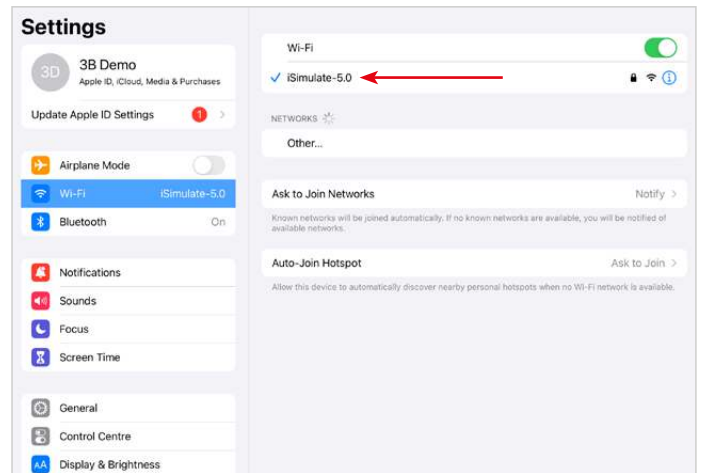 Settings
3D
3B Demo
Apple ID, iCloud, Media & Purchases
Update Apple ID Settings
1
Airplane Mode
Wi-Fi
iSimulate-5.0
Bluetooth
On
Notifications
Sounds
Focus
Screen Time
General
Control Centre
AA
Display & Brightness
Wi-Fi
iSimulate-5.0
NETWORKS
Other...
Ask to Join Networks
Notify
Known networks will be joined automatically. If no known networks are available, you will be notified of
available networks.
Auto-Join Hotspot
Ask to Join
Allow this device to automatically discover nearby personal hotspots when no Wi-Fi network is available.